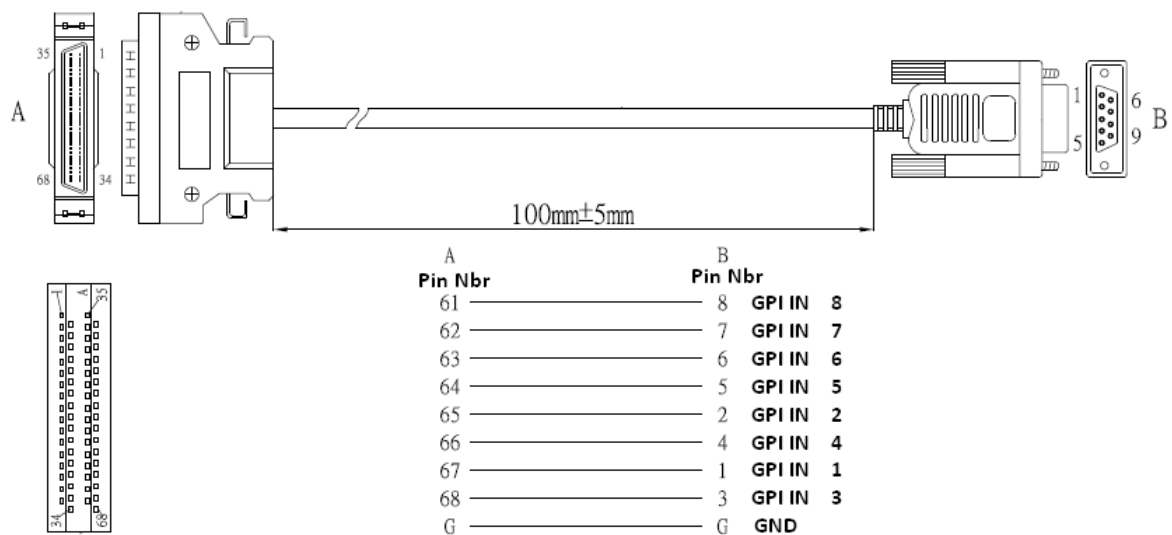 35 1
A
68 34
1 6
5 9
B
100mm±5mm
A B
Pin Nbr Pin Nbr
61 8 GPI IN 8
62 7 GPI IN 7
63 6 GPI IN 6
64 5 GPI IN 5
65 2 GPI IN 2
66 4 GPI IN 4
67 1 GPI IN 1
68 3 GPI IN 3
G G GND
1 A 35
34 68